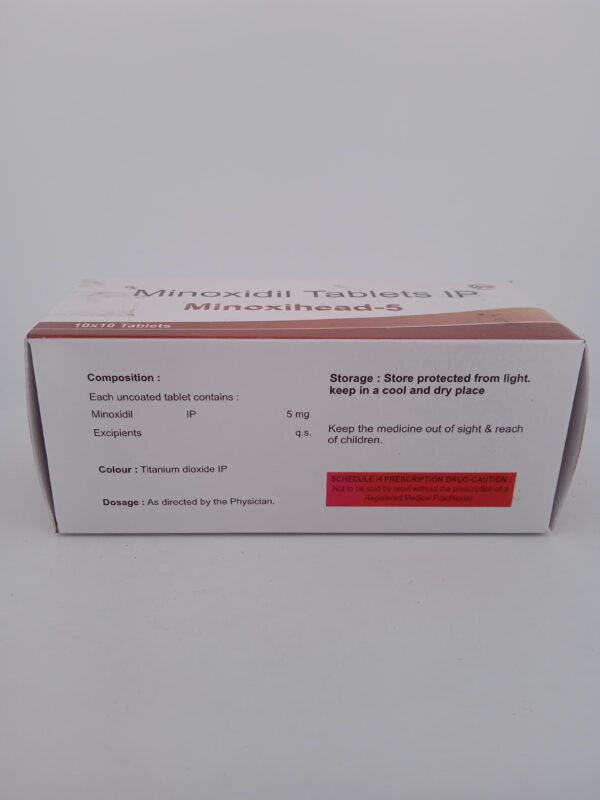 Minoxidil Tablets IP
Minoxihead-5
10x10 Tablets
Composition :
Each uncoated tablet contains :
Minoxidil IP 5 mg
Excipients q.s.
Colour : Titanium dioxide IP
Dosage : As directed by the Physician.
Storage : Store protected from light.
keep in a cool and dry place
Keep the medicine out of sight & reach
of children.
SCHEDULE H PRESCRIPTION DRUG-CAUTION :
Not to be sold by retail without the prescription of a
Registered Medical Practitioner.